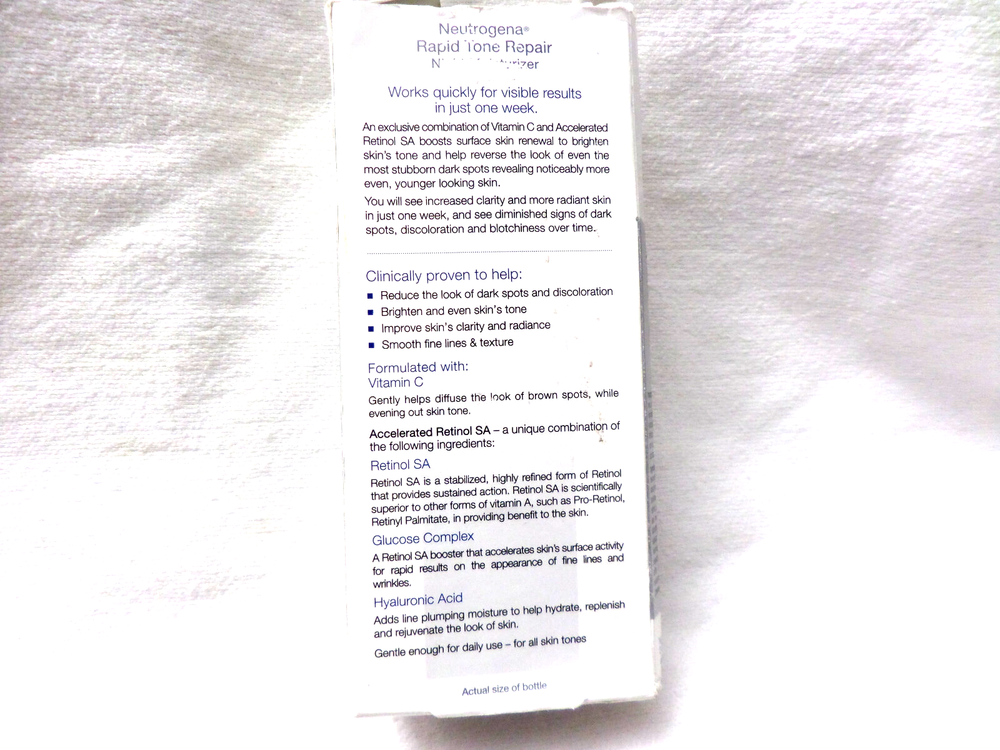 Neutrogena®
Rapid Tone Repair
Works quickly for visible results
in just one week.
An exclusive combination of Vitamin C and Accelerated
Retinol SA boosts surface skin renewal to brighten
skin's tone and help reverse the look of even the
most stubborn dark spots revealing noticeably more
even, younger looking skin.
You will see increased clarity and more radiant skin
in just one week, and see diminished signs of dark
spots, discoloration and blotchiness over time.
Clinically proven to help:
■ Reduce the look of dark spots and discoloration
■ Brighten and even skin's tone
■ Improve skin's clarity and radiance
■ Smooth fine lines & texture
Formulated with:
Vitamin C
Gently helps diffuse the look of brown spots, while
evening out skin tone.
Accelerated Retinol SA – a unique combination of
the following ingredients:
Retinol SA
Retinol SA is a stabilized, highly refined form of Retinol
that provides sustained action. Retinol SA is scientifically
superior to other forms of vitamin A, such as Pro-Retinol,
Retinyl Palmitate, in providing benefit to the skin.
Glucose Complex
A Retinol SA booster that accelerates skin's surface activity
for rapid results on the appearance of fine lines and
wrinkles.
Hyaluronic Acid
Adds line plumping moisture to help hydrate, replenish
and rejuvenate the look of skin.
Gentle enough for daily use – for all skin tones
Actual size of bottle